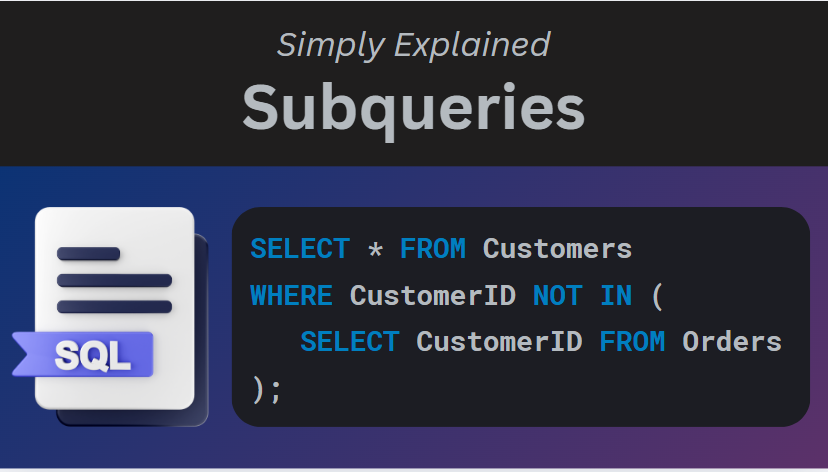 Simply Explained
Subqueries
SELECT * FROM Customers
WHERE CustomerID NOT IN (
SELECT CustomerID FROM Orders
);
SQL